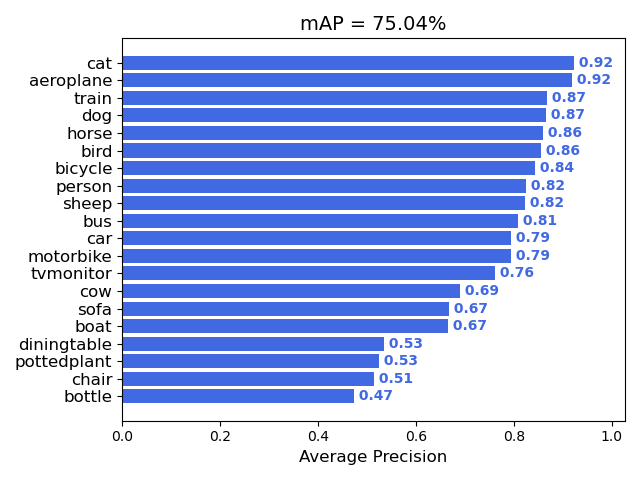 mAP = 75.04%
cat 0.92
aeroplane 0.92
train 0.87
dog 0.87
horse 0.86
bird 0.86
bicycle 0.84
person 0.82
sheep 0.82
bus 0.81
car 0.79
motorbike 0.79
tvmonitor 0.76
cow 0.69
sofa 0.67
boat 0.67
diningtable 0.53
pottedplant 0.53
chair 0.51
bottle 0.47
0.0 0.2 0.4 0.6 0.8 1.0
Average Precision